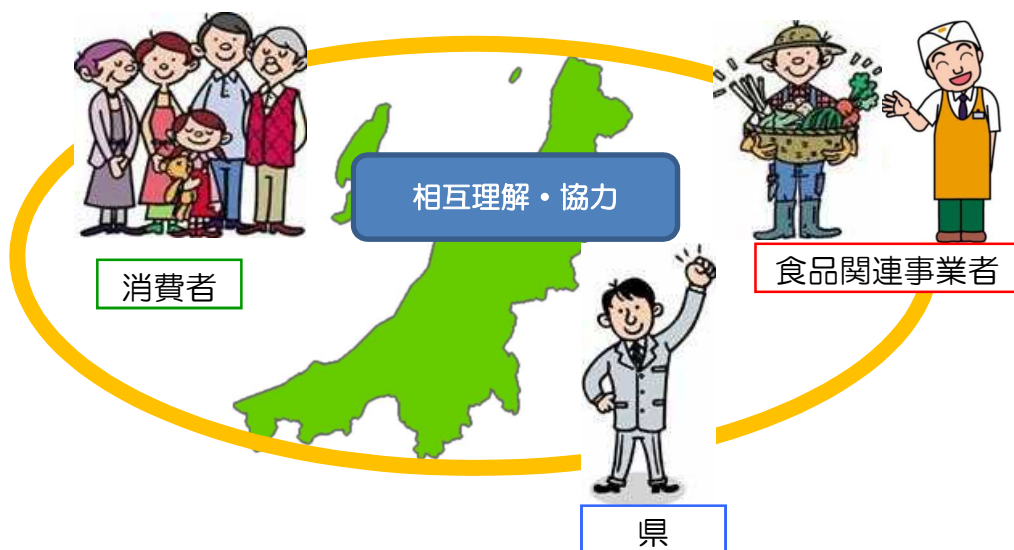 相互理解・協力
消費者
食品関連事業者
県